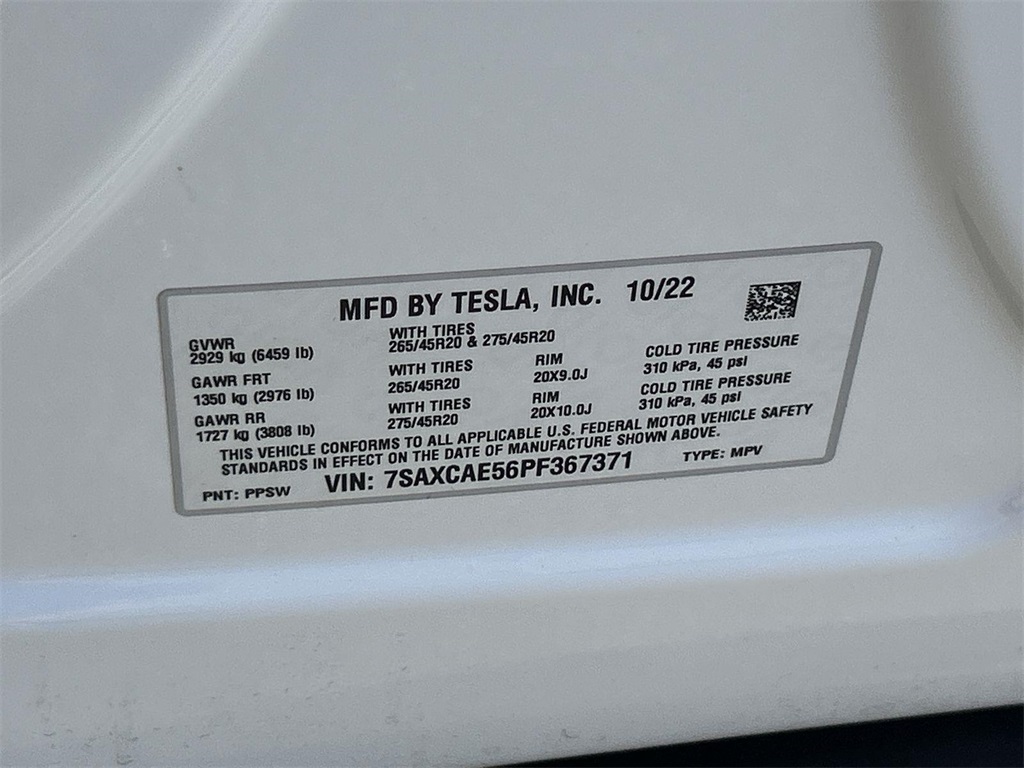 MFD BY TESLA, INC. 10/22
GVWR
2929 kg (6459 lb)
WITH TIRES
265/45R20 & 275/45R20
GAWR FRT
1350 kg (2976 lb)
WITH TIRES
265/45R20
RIM
20X9.0J
COLD TIRE PRESSURE
310 kPa, 45 psi
GAWR RR
1727 kg (3808 lb)
WITH TIRES
275/45R20
RIM
20X10.0J
COLD TIRE PRESSURE
310 kPa, 45 psi
THIS VEHICLE CONFORMS TO ALL APPLICABLE U.S. FEDERAL MOTOR VEHICLE SAFETY
STANDARDS IN EFFECT ON THE DATE OF MANUFACTURE SHOWN ABOVE.
PNT: PPSW VIN: 7SAXCAE56PF367371 TYPE: MPV